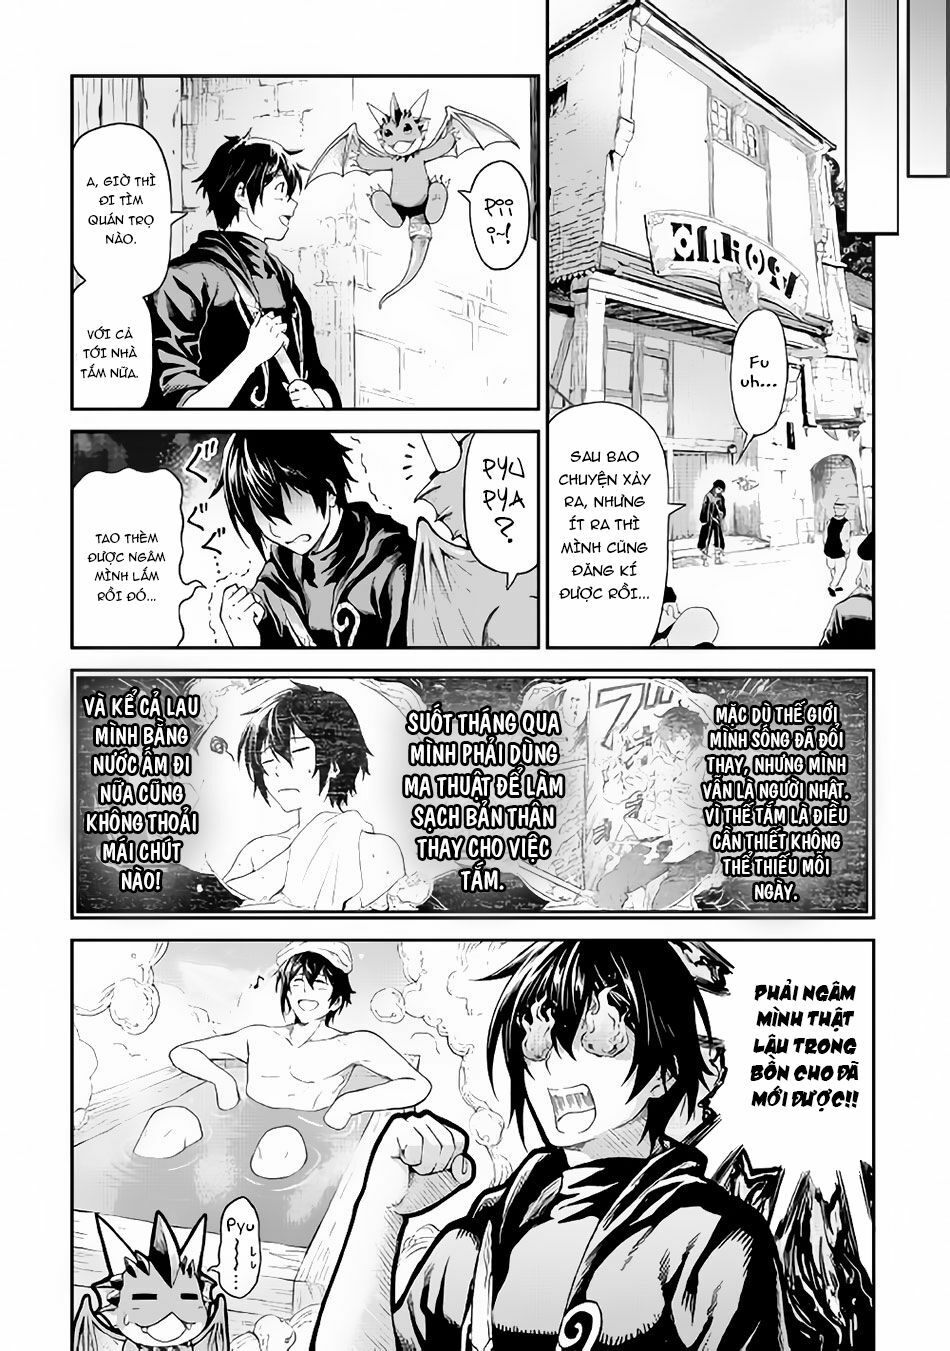 Fu
uh...
SAU BAO
CHUYỆN XẢY
RA, NHƯNG
ÍT RA THÌ
MÌNH CŨNG
ĐĂNG KÍ
ĐƯỢC RỒI...
Pii
i~!
A, GIỜ THÌ
ĐI TÌM
QUÁN TRỌ
NÀO.
VỚI CẢ
TỚI NHÀ
TẮM NỮA.
PYU
PYA
?
TAO THÈM
ĐƯỢC NGÂM
MÌNH LẮM
RỒI ĐÓ...
MẶC DÙ THẾ GIỚI
MÌNH SỐNG ĐÃ ĐỔI
THAY, NHƯNG MÌNH
VẪN LÀ NGƯỜI NHẬT.
VÌ THẾ TẮM LÀ ĐIỀU
CẦN THIẾT KHÔNG
THỂ THIẾU MỖI
NGÀY.
SUỐT THÁNG QUA
MÌNH PHẢI DÙNG
MA THUẬT ĐỂ LÀM
SẠCH BẢN THÂN
THAY CHO VIỆC
TẮM.
VÀ KỂ CẢ LAU
MÌNH BẰNG
NƯỚC ẤM ĐI
NỮA CŨNG
KHÔNG THOẢI
MÁI CHÚT
NÀO!
PHẢI NGÂM
MÌNH THẬT
LÂU TRONG
BỒN CHO ĐÃ
MỚI ĐƯỢC!!
Pyu